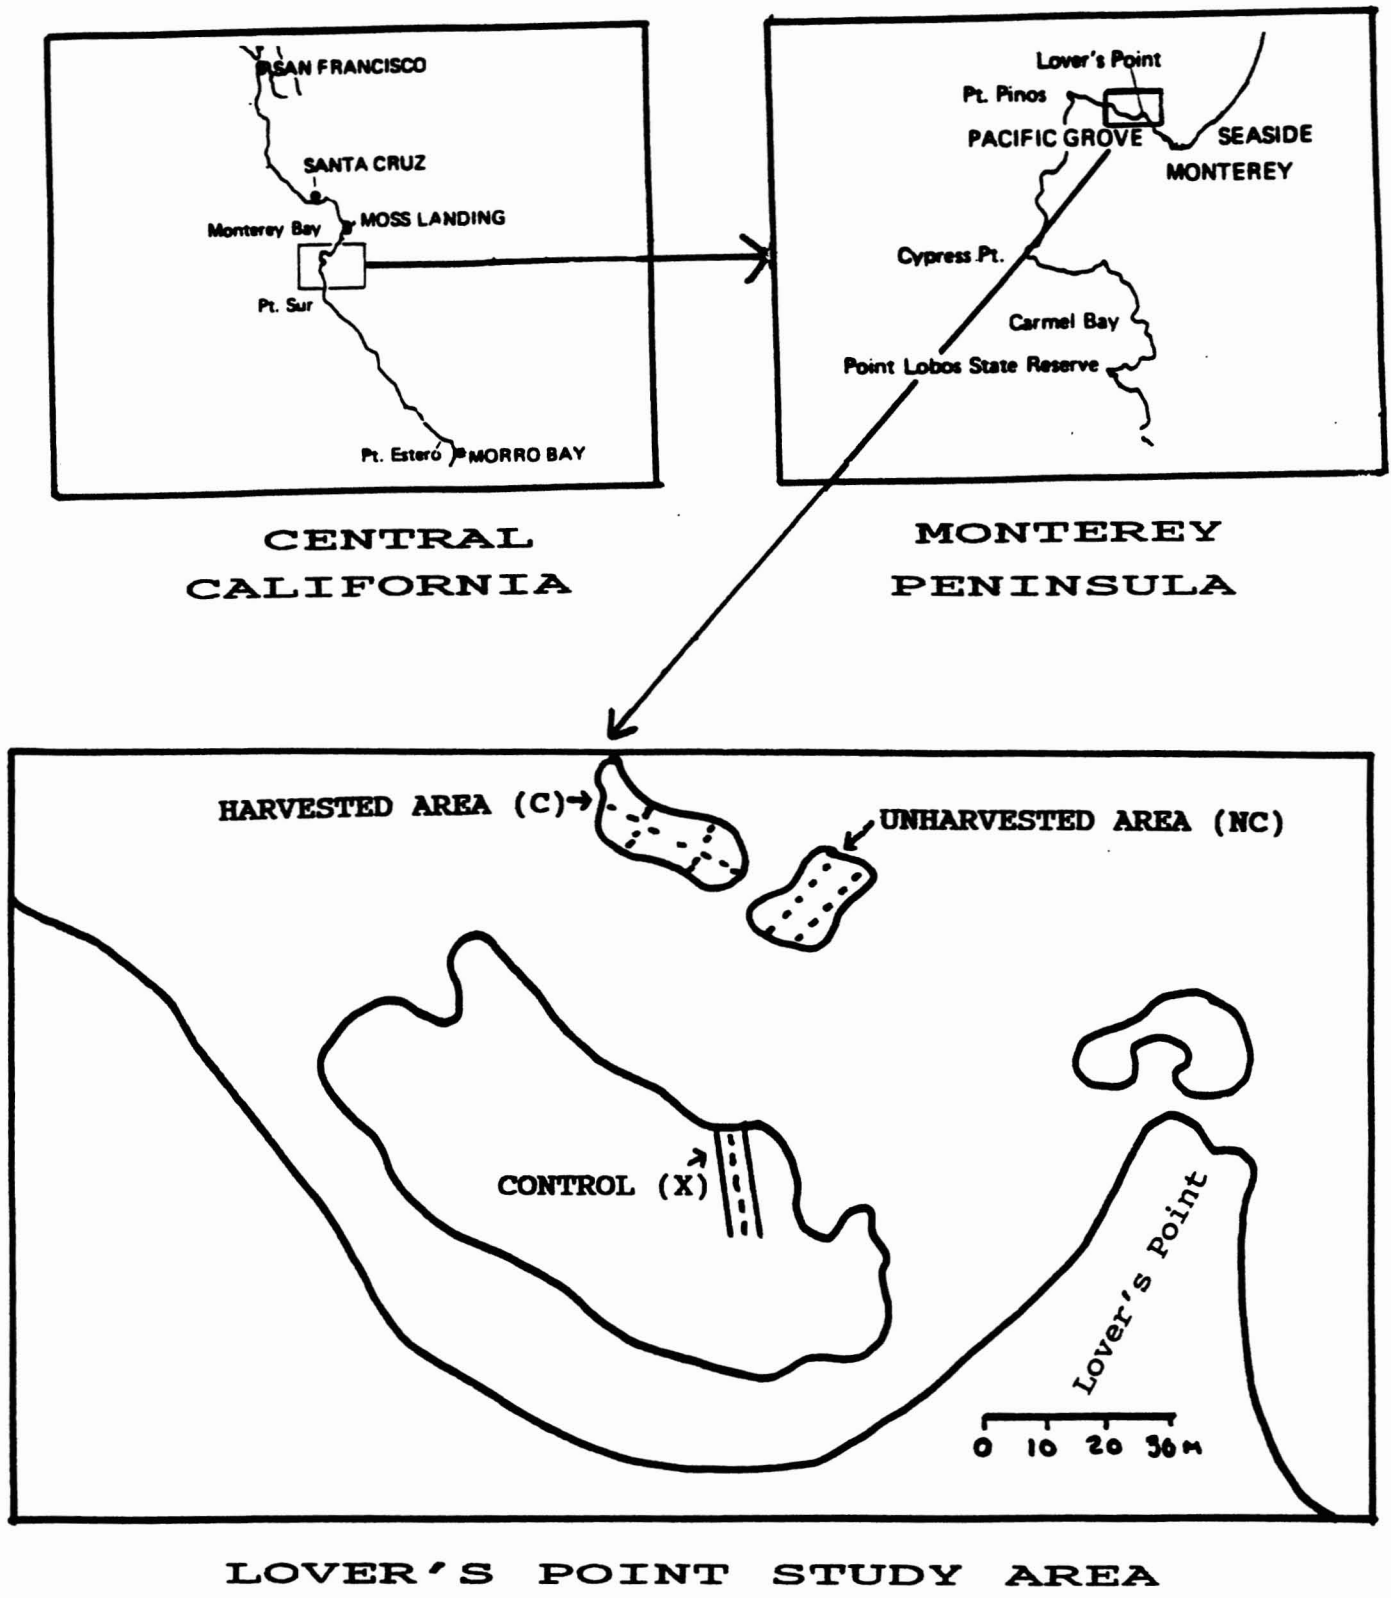 SAN FRANCISCO
SANTA CRUZ
Monterey Bay
MOSS LANDING
Pt. Sur
Pt. Estero
MORRO BAY
CENTRAL
CALIFORNIA
Lover's Point
Pt. Pinos
PACIFIC GROVE
SEASIDE
MONTEREY
Cypress Pt.
Carmel Bay
Point Lobos State Reserve
MONTEREY
PENINSULA
HARVESTED AREA (C)
UNHARVESTED AREA (NC)
CONTROL (X)
Lover's Point
0 10 20 30 M
LOVER'S POINT STUDY AREA